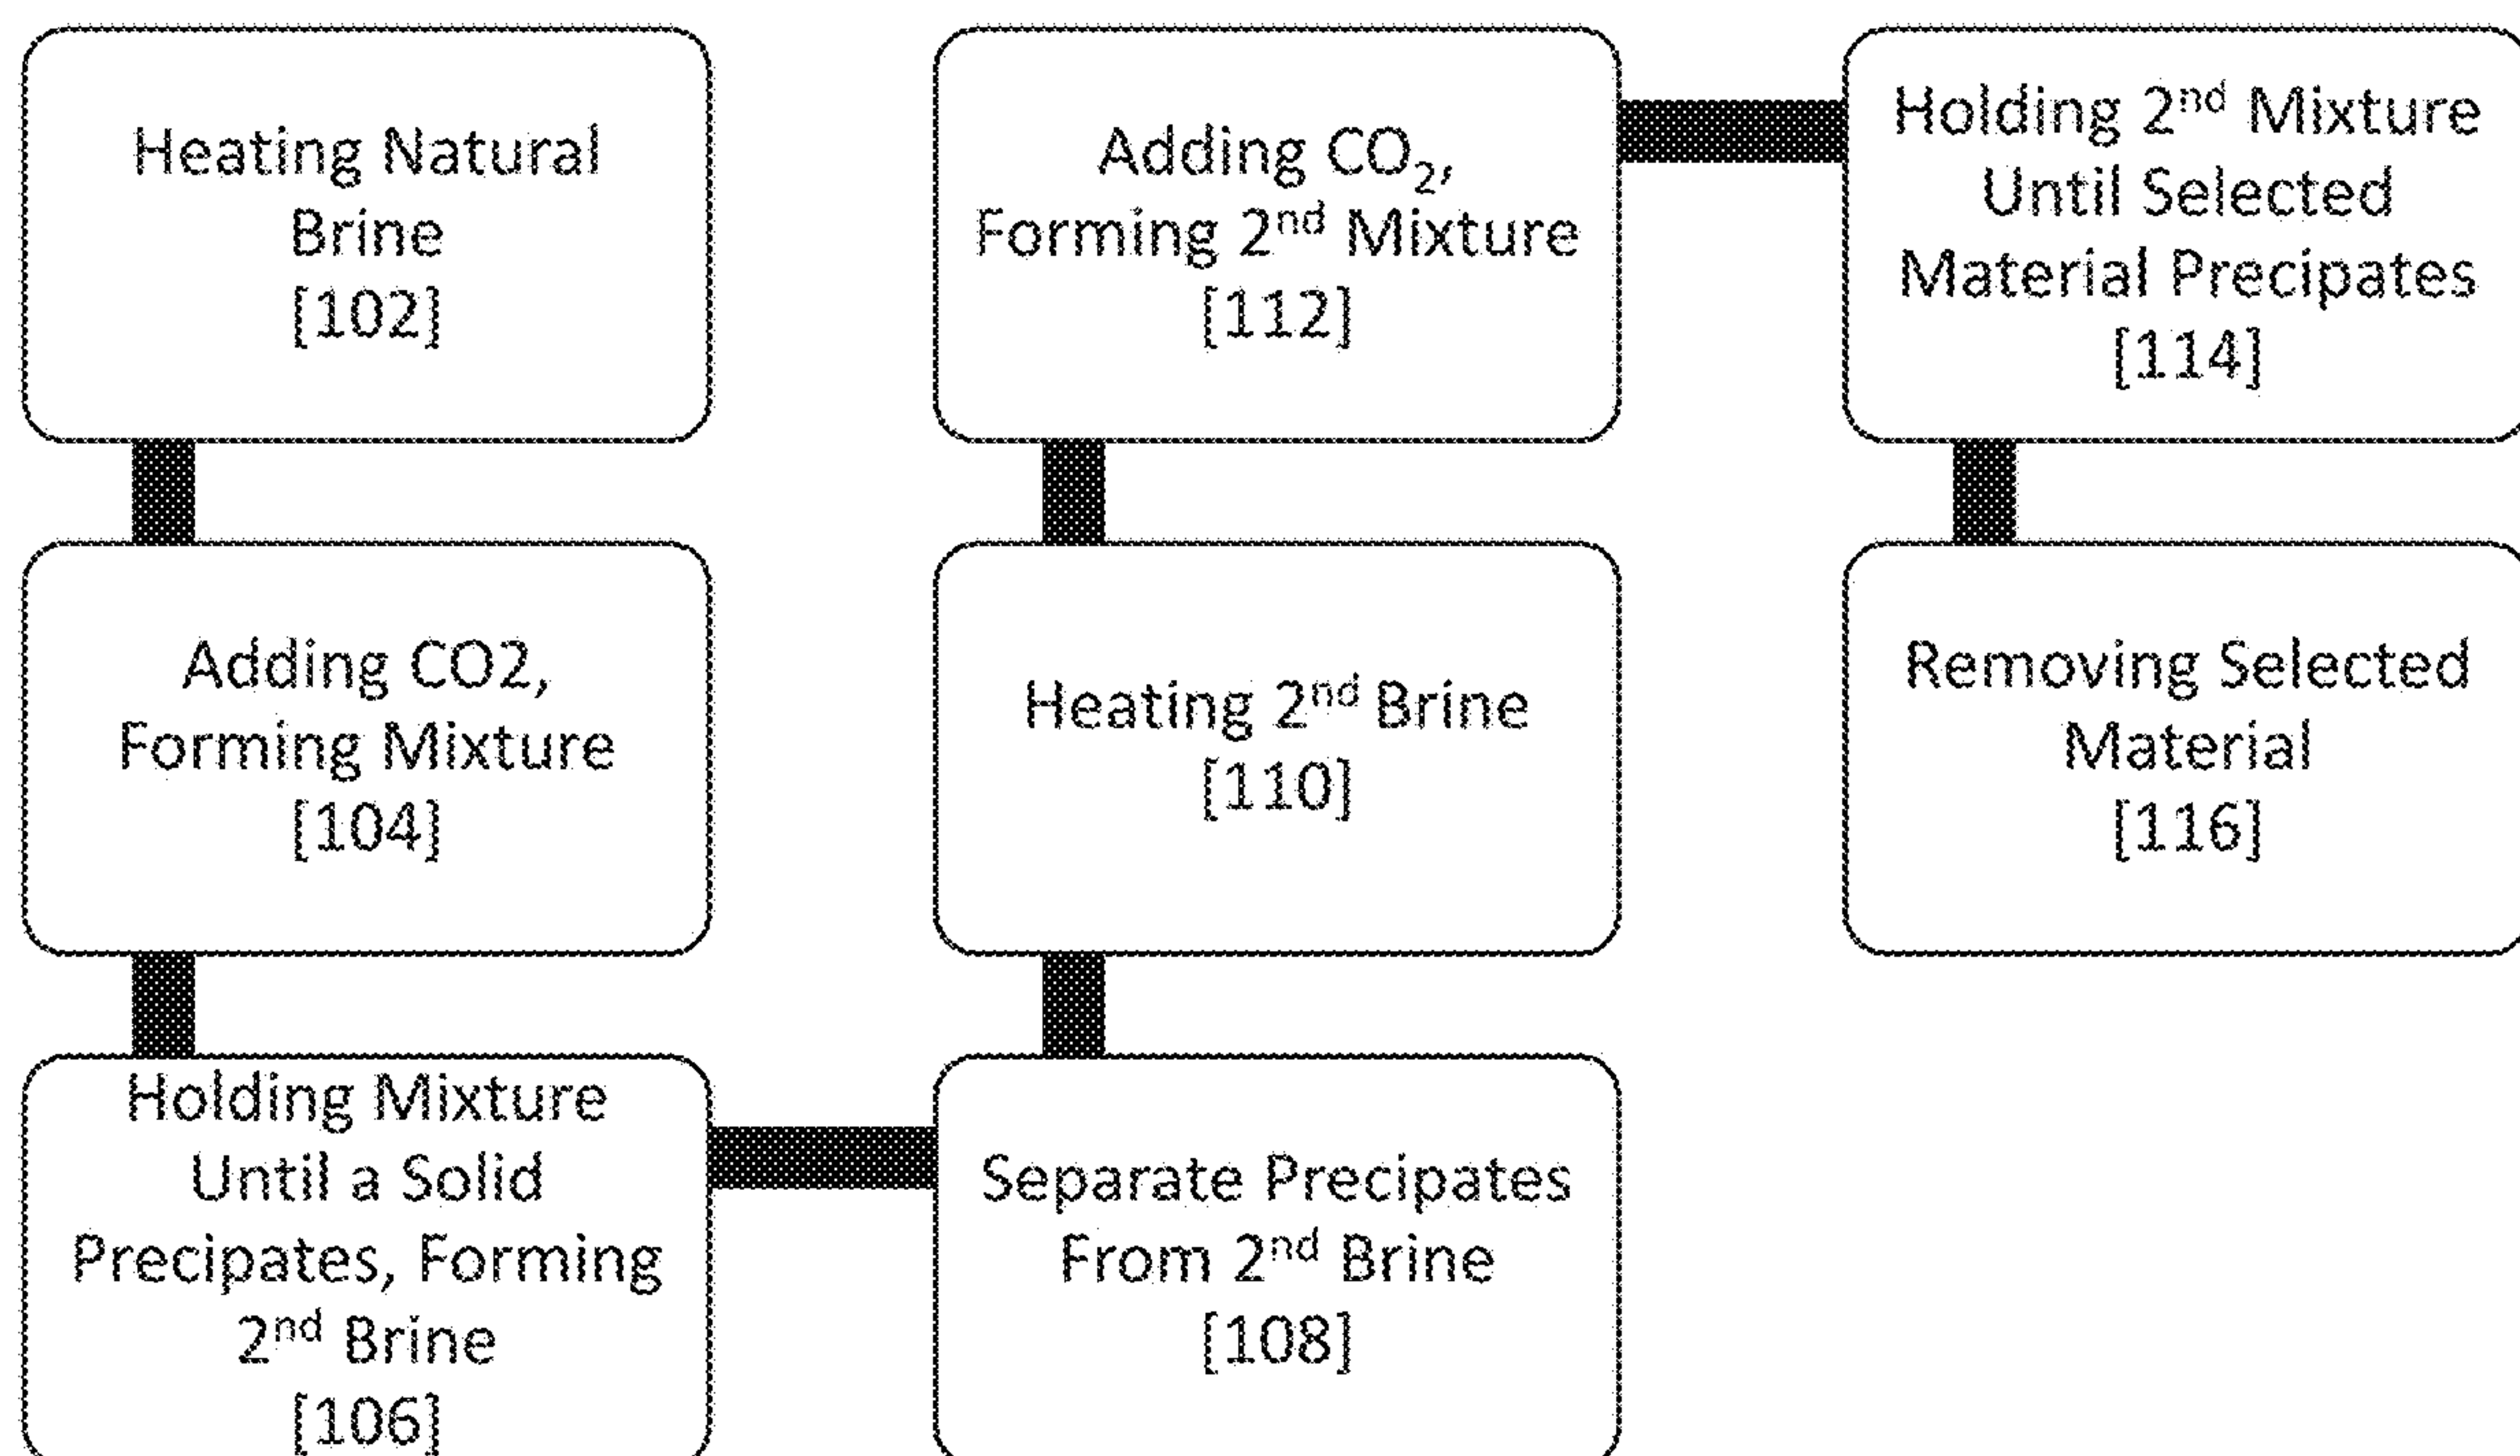 Heating Natural
Brine
[102]
Adding CO2,
Forming Mixture
[104]
Holding Mixture
Until a Solid
Precipates, Forming
2nd Brine
[106]
Separate Precipates
From 2nd Brine
[108]
Heating 2nd Brine
[110]
Adding CO₂,
Forming 2nd Mixture
[112]
Holding 2nd Mixture
Until Selected
Material Precipates
[114]
Removing Selected
Material
[116]